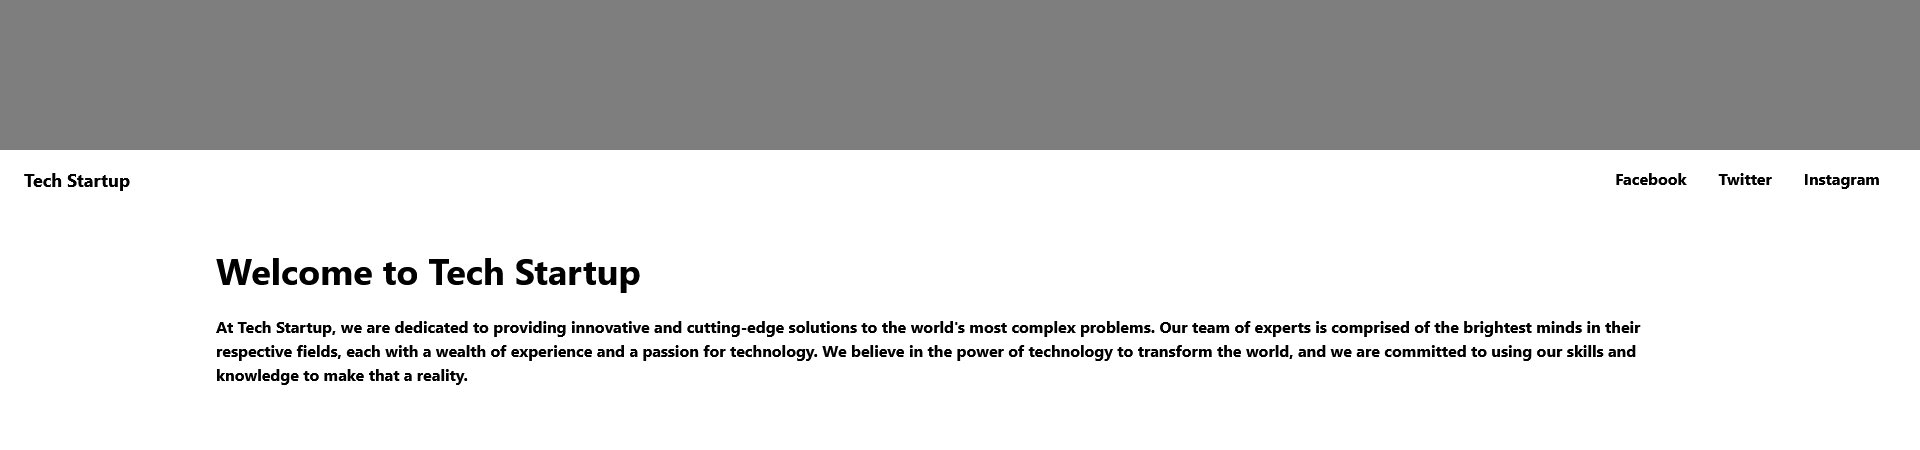 Tech Startup
Facebook Twitter Instagram
Welcome to Tech Startup
At Tech Startup, we are dedicated to providing innovative and cutting-edge solutions to the world's most complex problems. Our team of experts is comprised of the brightest minds in their
respective fields, each with a wealth of experience and a passion for technology. We believe in the power of technology to transform the world, and we are committed to using our skills and
knowledge to make that a reality.